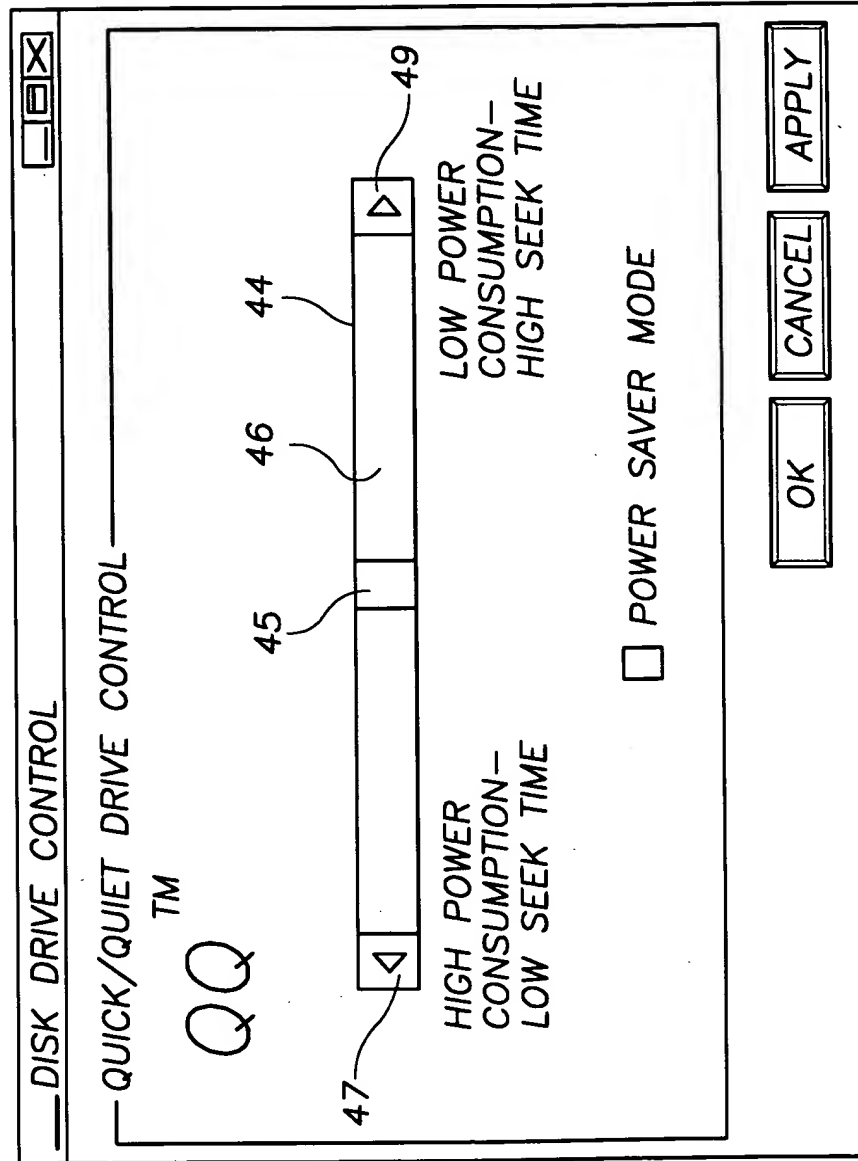 DISK DRIVE CONTROL
QUICK/QUIET DRIVE CONTROL
QQ TM
47
45
46
44
49
HIGH POWER
CONSUMPTION-
LOW SEEK TIME
LOW POWER
CONSUMPTION-
HIGH SEEK TIME
POWER SAVER MODE
OK
CANCEL
APPLY